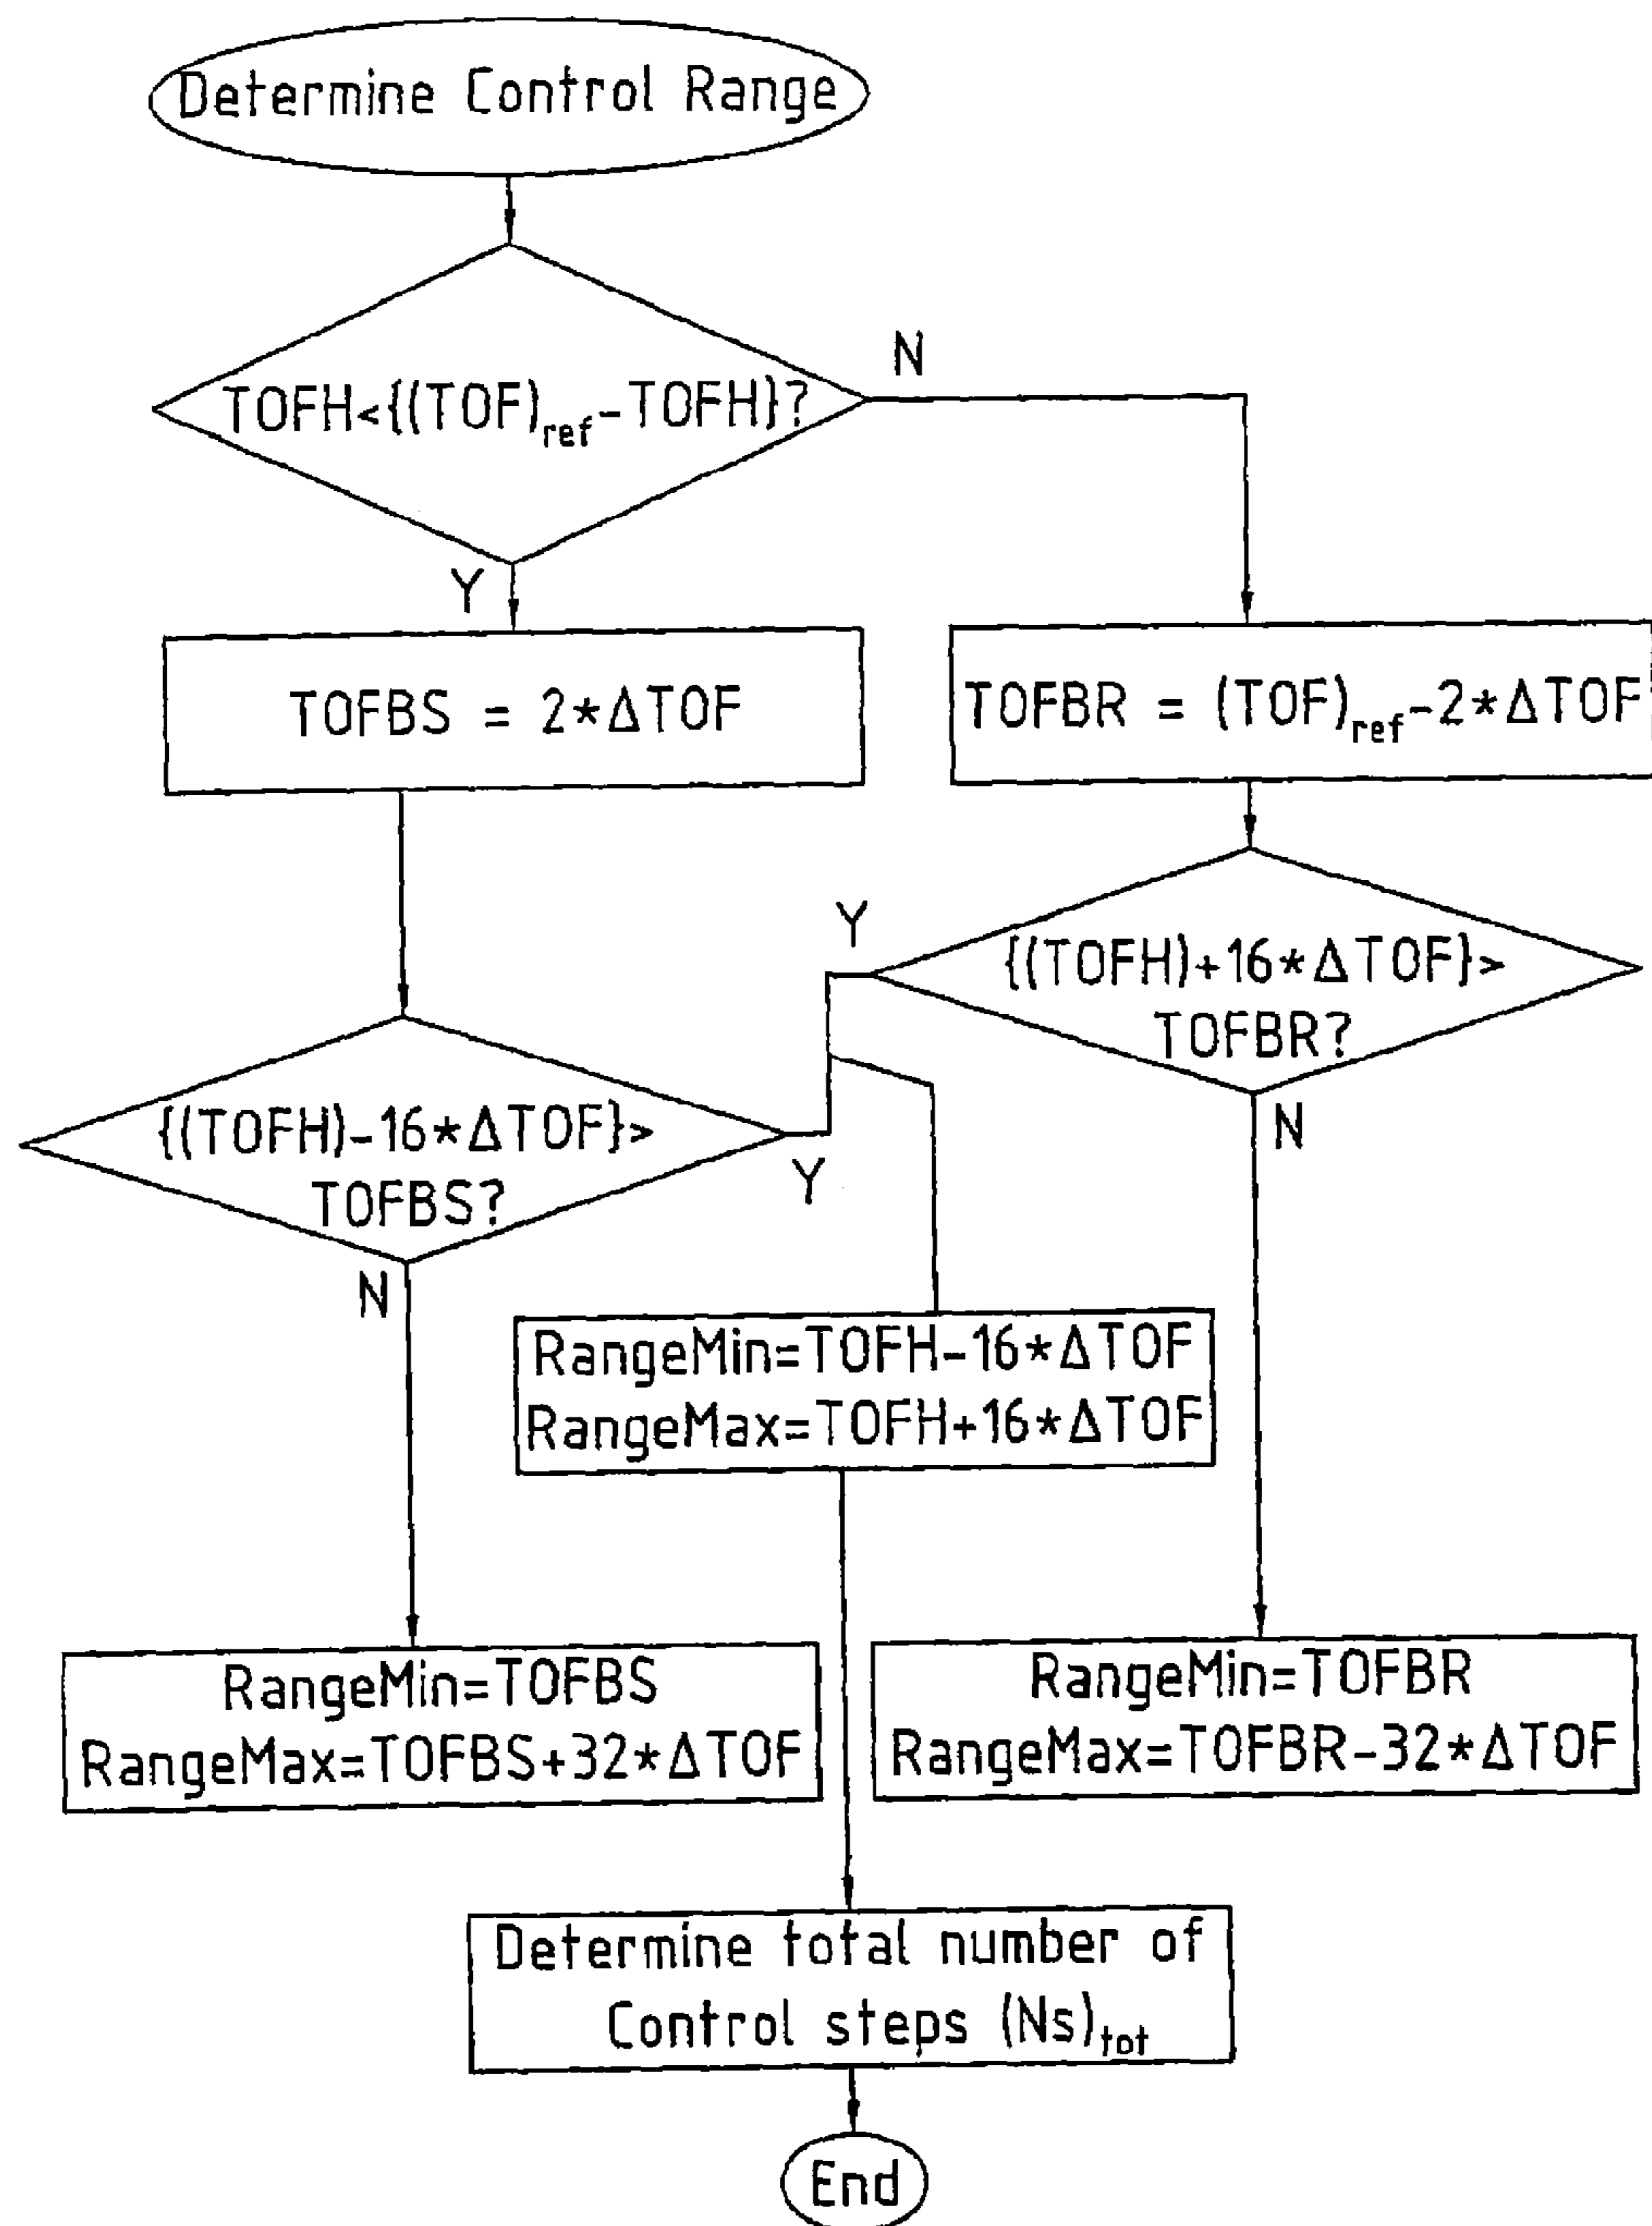 Determine Control Range
TOFH<{(TOF)ref-TOFH}?
N
Y
TOFBS = 2*ΔTOF
TOFBR = (TOF)ref-2*ΔTOF
Y
{(TOFH)+16*ΔTOF}>
TOFBR?
N
{(TOFH)-16*ΔTOF}>
TOFBS?
Y
N
RangeMin=TOFH-16*ΔTOF
RangeMax=TOFH+16*ΔTOF
RangeMin=TOFBS
RangeMax=TOFBS+32*ΔTOF
RangeMin=TOFBR
RangeMax=TOFBR-32*ΔTOF
Determine total number of
Control steps (Ns)tot
End